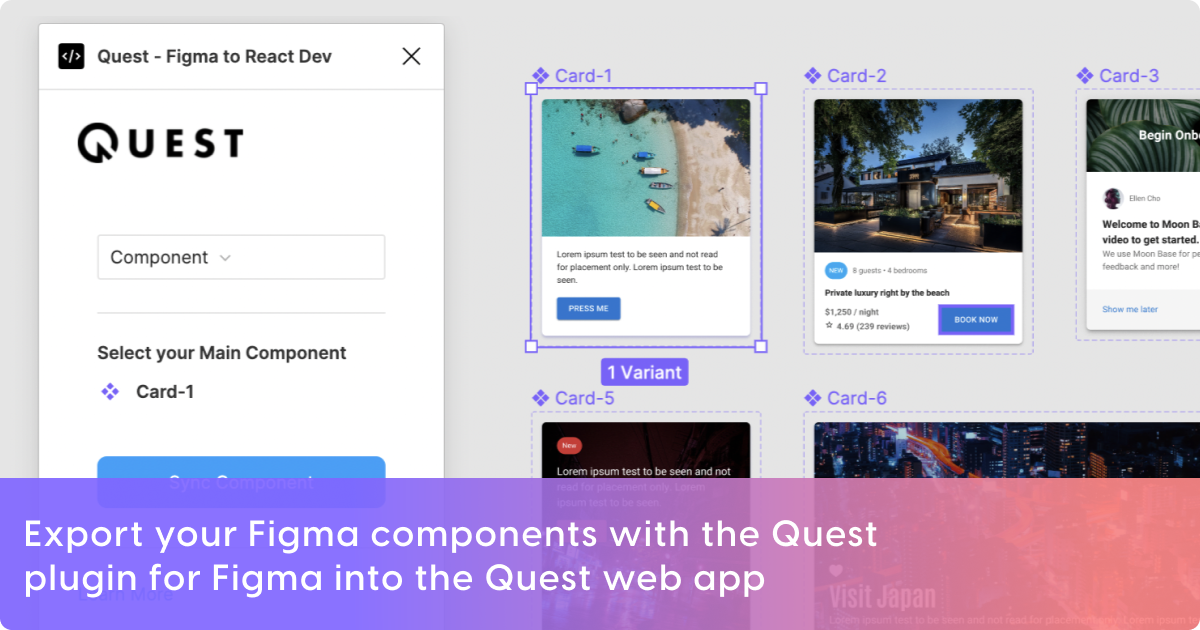 </> Quest - Figma to React Dev
QUEST
Component
Select your Main Component
Card-1
Sync Component
Learn More
Card-1
Lorem ipsum test to be seen and not read
for placement only. Lorem ipsum test to be
seen.
PRESS ME
1 Variant
Card-2
NEW 8 guests • 4 bedrooms
Private luxury right by the beach
$1,250 / night
4.69 (239 reviews)
BOOK NOW
Card-3
Begin Onb
Ellen Cho
Welcome to Moon Ba
video to get started.
We use Moon Base for pe
feedback and more!
Show me later
Card-5
New
Lorem ipsum test to be seen and not
read for placement only. Lorem
ipsum test to be seen.
Card-6
Visit Japan
Lorem ipsum test to be seen and not read for placement only. Lorem ipsum test
Export your Figma components with the Quest
plugin for Figma into the Quest web app